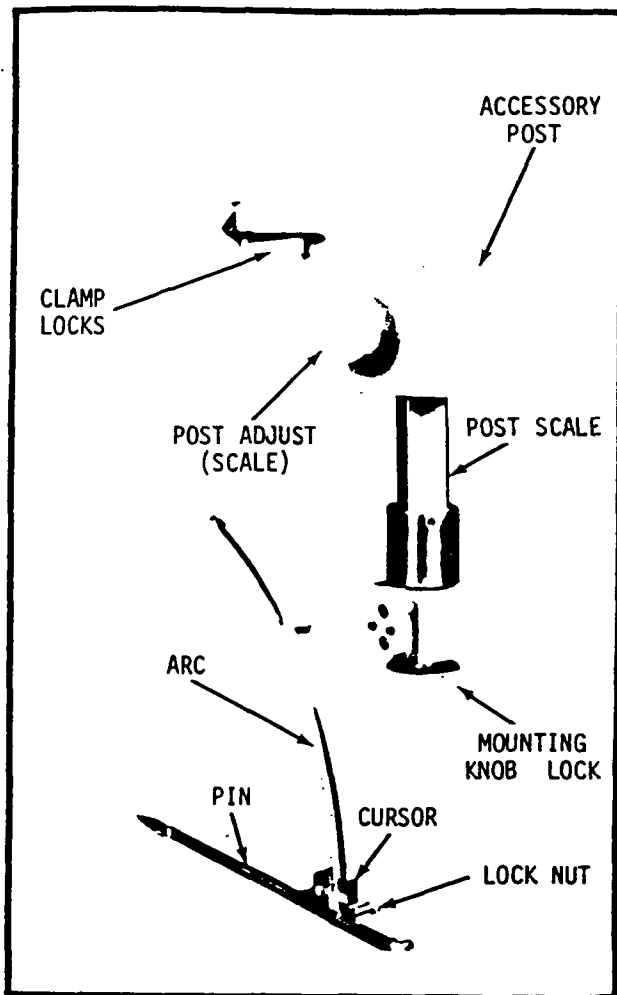 ACCESSORY
POST
CLAMP
LOCKS
POST ADJUST
(SCALE)
POST SCALE
ARC
MOUNTING
KNOB LOCK
PIN
CURSOR
LOCK NUT